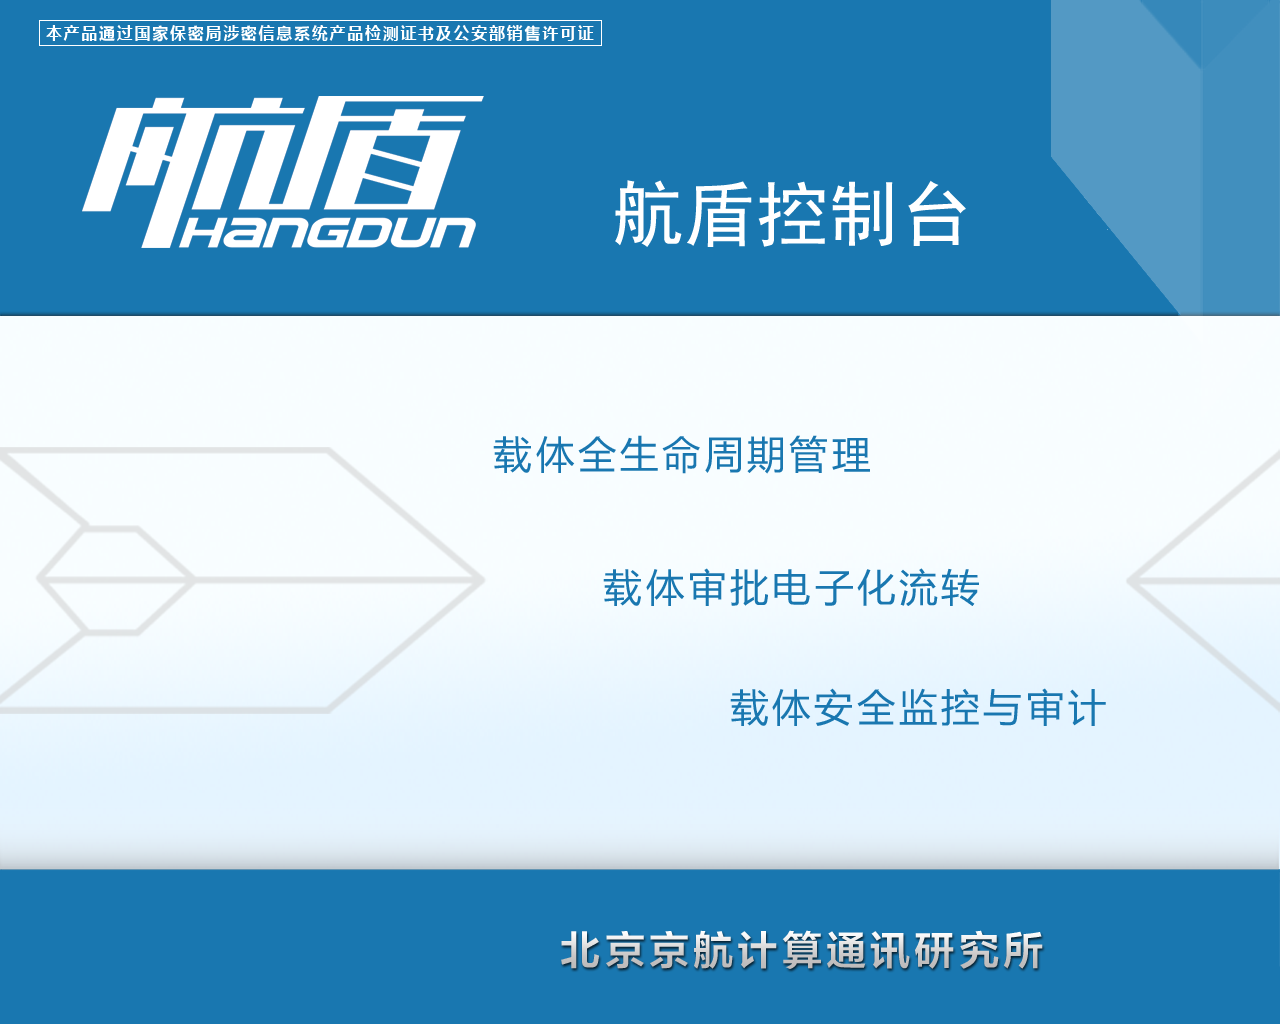 本产品通过国家保密局涉密信息系统产品检测证书及公安部销售许可证
航盾
HANGDUN
航盾控制台
载体全生命周期管理
载体审批电子化流转
载体安全监控与审计
北京京航计算通讯研究所